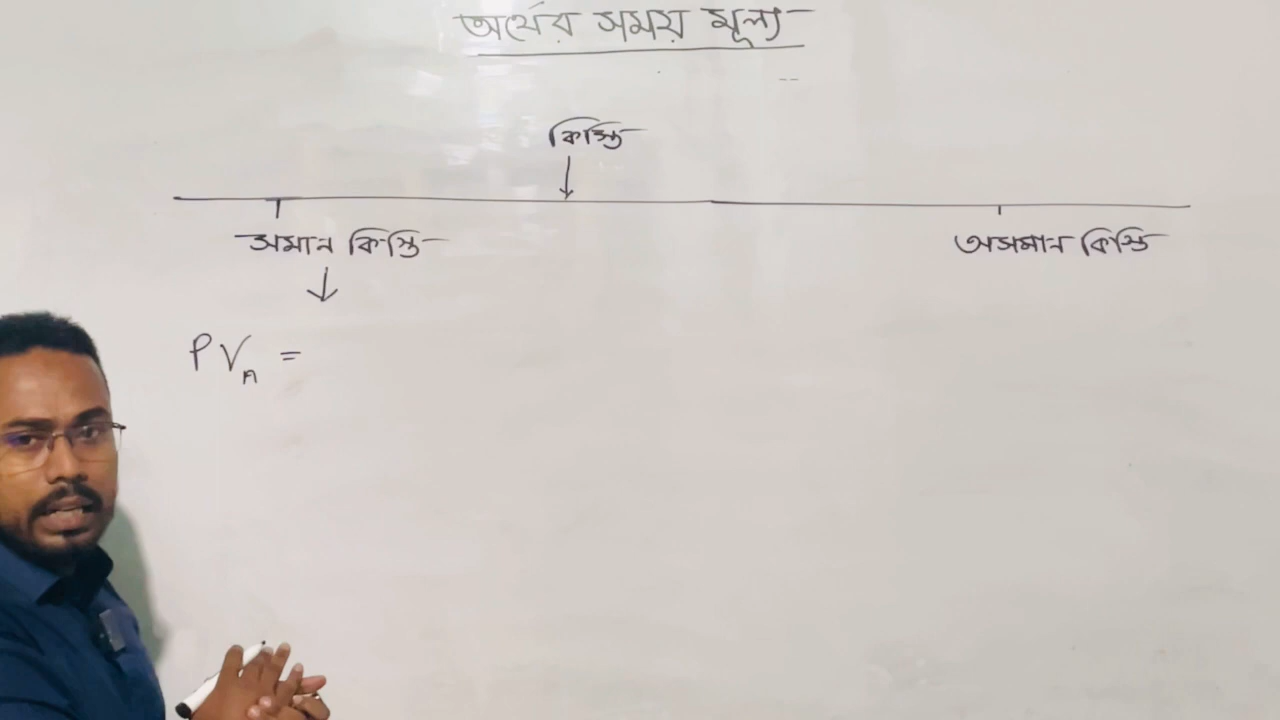 অর্থের সময় মূল্য
কিস্তি
সমান কিস্তি
অসমান কিস্তি
PVn =